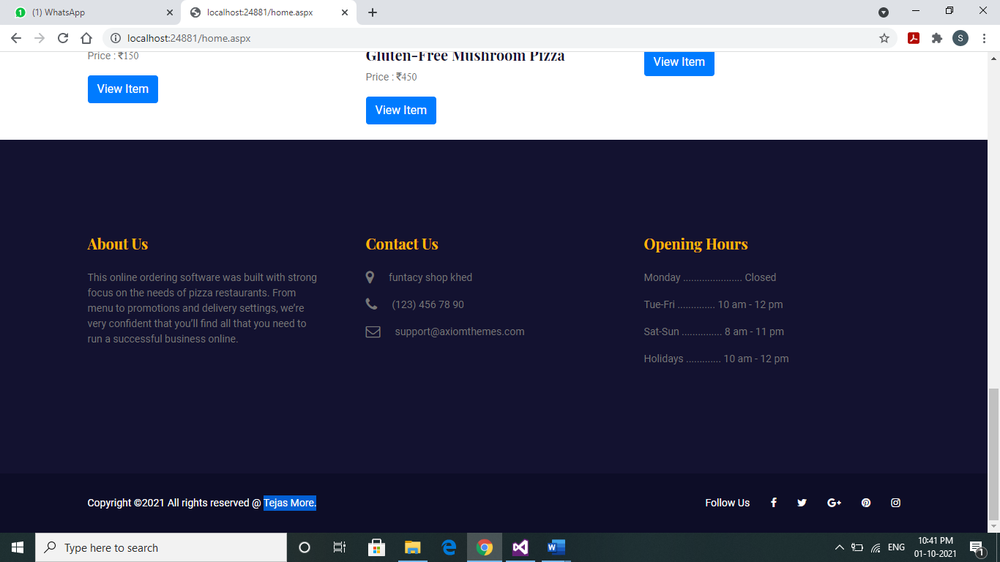 (1) WhatsApp
localhost:24881/home.aspx
localhost:24881/home.aspx
S
Price : ₹150
View Item
Gluten-Free Mushroom Pizza
Price : ₹450
View Item
View Item
About Us
This online ordering software was built with strong
focus on the needs of pizza restaurants. From
menu to promotions and delivery settings, we’re
very confident that you’ll find all that you need to
run a successful business online.
Contact Us
funtacy shop khed
(123) 456 78 90
support@axiomthemes.com
Opening Hours
Monday ...................... Closed
Tue-Fri .............. 10 am - 12 pm
Sat-Sun ............... 8 am - 11 pm
Holidays ............. 10 am - 12 pm
Copyright ©2021 All rights reserved @ Tejas More.
Follow Us
Type here to search
ENG
10:41 PM
01-10-2021
1